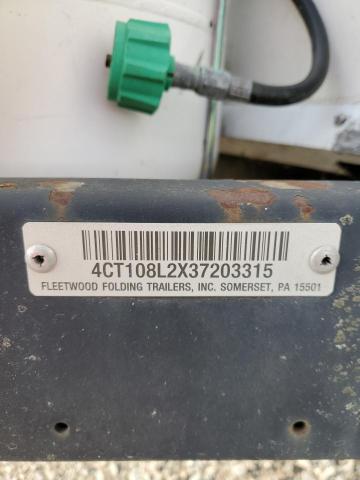 4CT108L2X37203315
FLEETWOOD FOLDING TRAILERS, INC. SOMERSET, PA 15501